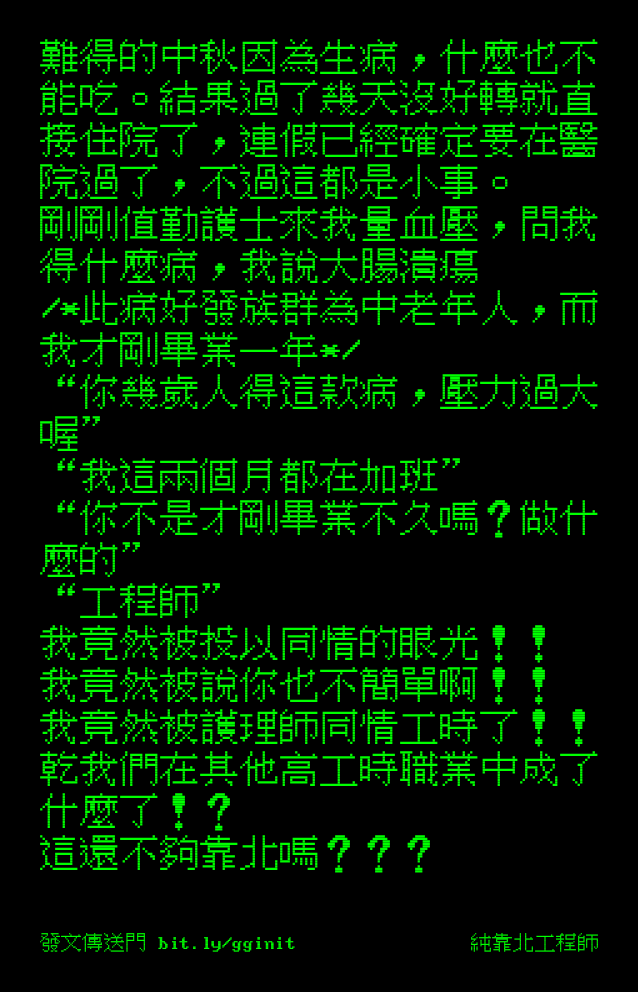 難得的中秋因為生病，什麼也不
能吃。結果過了幾天沒好轉就直
接住院了，連假已經確定要在醫
院過了，不過這都是小事。
剛剛值勤護士來我量血壓，問我
得什麼病，我說大腸潰瘍
/*此病好發族群為中老年人，而
我才剛畢業一年*/
“你幾歲人得這款病，壓力過大
喔”
“我這兩個月都在加班”
“你不是才剛畢業不久嗎？做什
麼的”
“工程師”
我竟然被投以同情的眼光！！
我竟然被說你也不簡單啊！！
我竟然被護理師同情工時了！！
乾我們在其他高工時職業中成了
什麼了！？
這還不夠靠北嗎？？？
發文傳送門 bit.ly/gginit
純靠北工程師